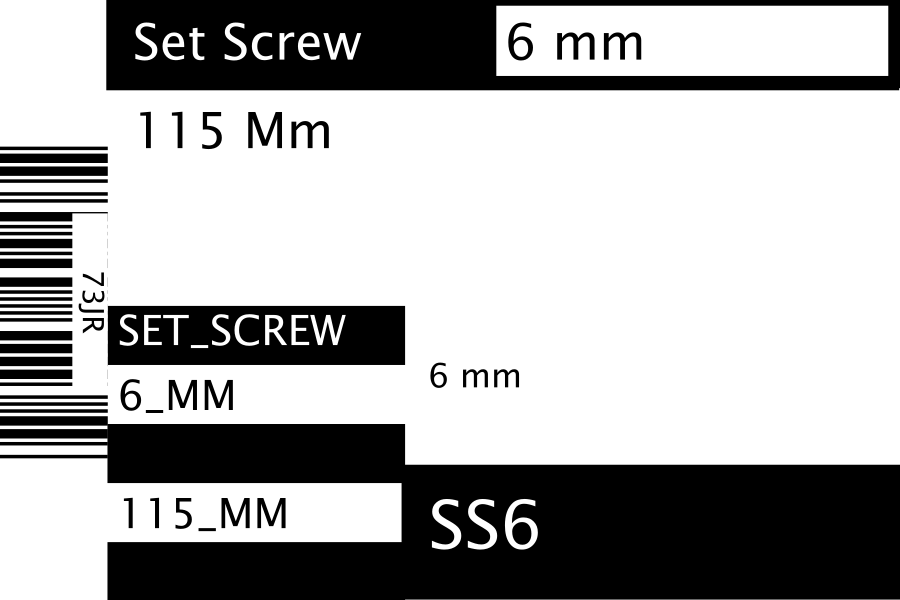 Set Screw
6 mm
115 Mm
73JR
SET_SCREW
6_MM
6 mm
115_MM
SS6